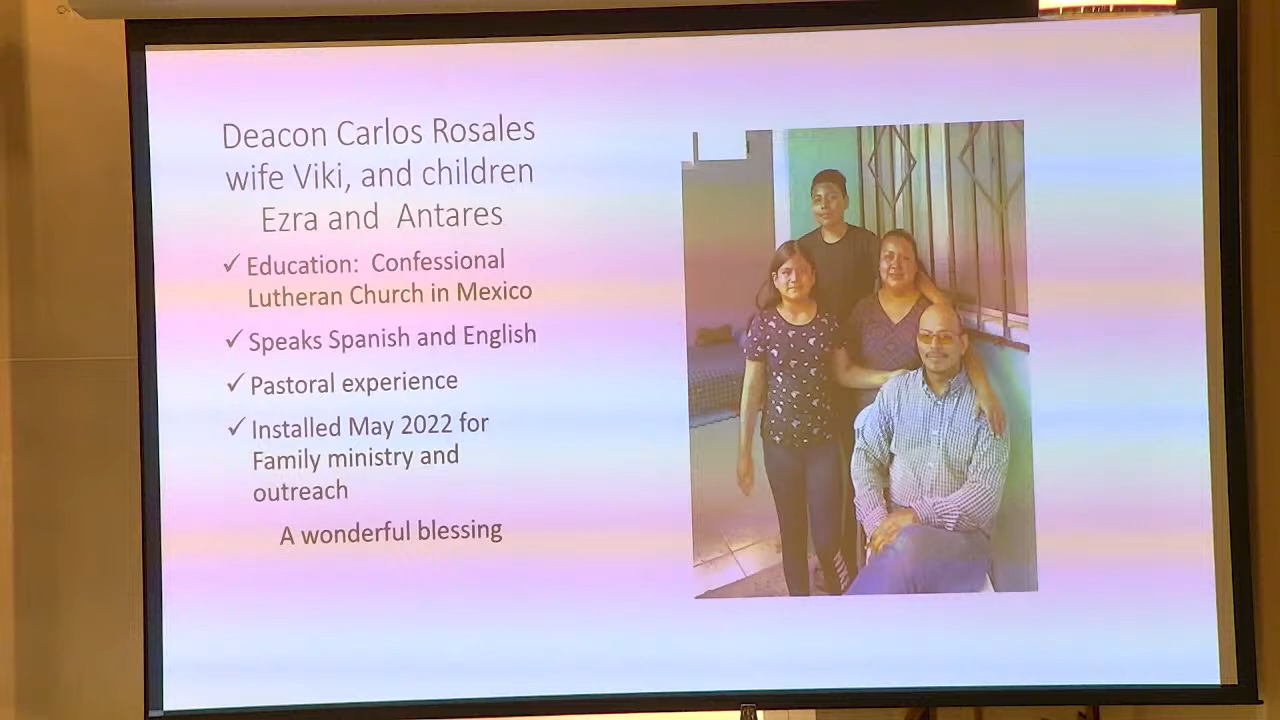 Deacon Carlos Rosales
wife Viki, and children
Ezra and Antares
✓ Education: Confessional
Lutheran Church in Mexico
✓ Speaks Spanish and English
✓ Pastoral experience
✓ Installed May 2022 for
Family ministry and
outreach
A wonderful blessing